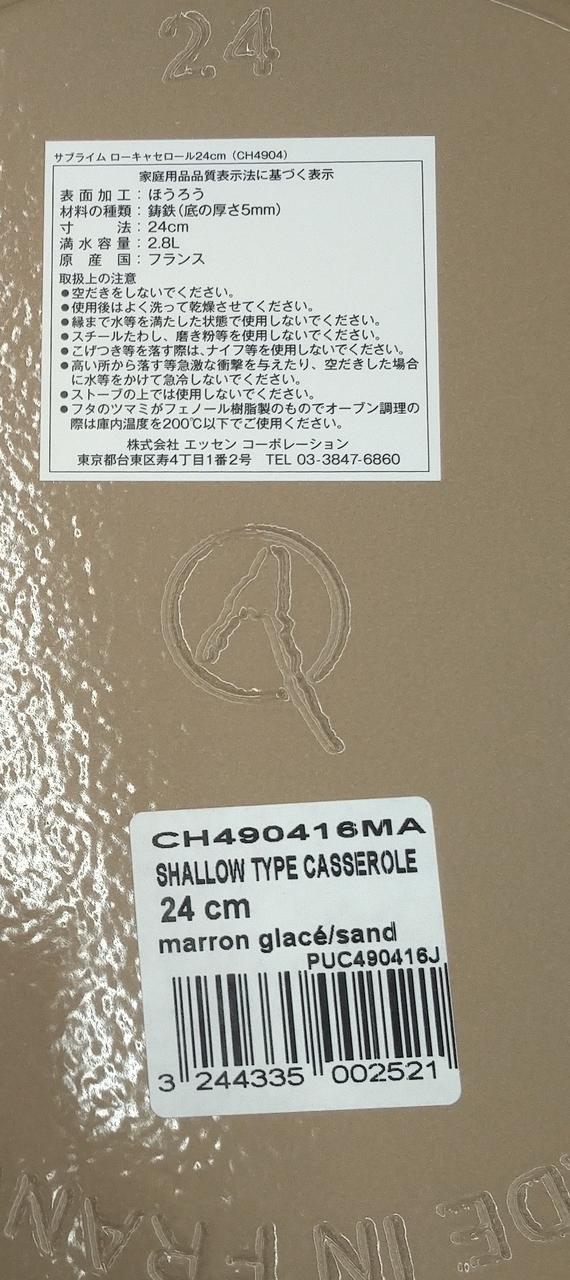 24
サブライム ローキャセロール24cm（CH4904）
家庭用品品質表示法に基づく表示
表面加工：ほうろう
材料の種類：鋳鉄（底の厚さ5mm）
寸法：24cm
満水容量：2.8L
原産国：フランス
取扱上の注意
●空だきをしないでください。
●使用後はよく洗って乾燥させてください。
●縁まで水等を満たした状態で使用しないでください。
●スチールたわし、磨き粉等を使用しないでください。
●こげつき等を落す際は、ナイフ等を使用しないでください。
●高い所から落す等急激な衝撃を与えたり、空だきした場合
に水等をかけて急冷しないでください。
●ストーブの上では使用しないでください。
●フタのツマミがフェノール樹脂製のものでオーブン調理の
際は庫内温度を200℃以下でご使用ください。
株式会社 エッセン コーポレーション
東京都台東区寿4丁目1番2号 TEL 03-3847-6860
CH490416MA
SHALLOW TYPE CASSEROLE
24 cm
marron glacé/sand
PUC490416J
3 244335 002521
ADE IN FRAN